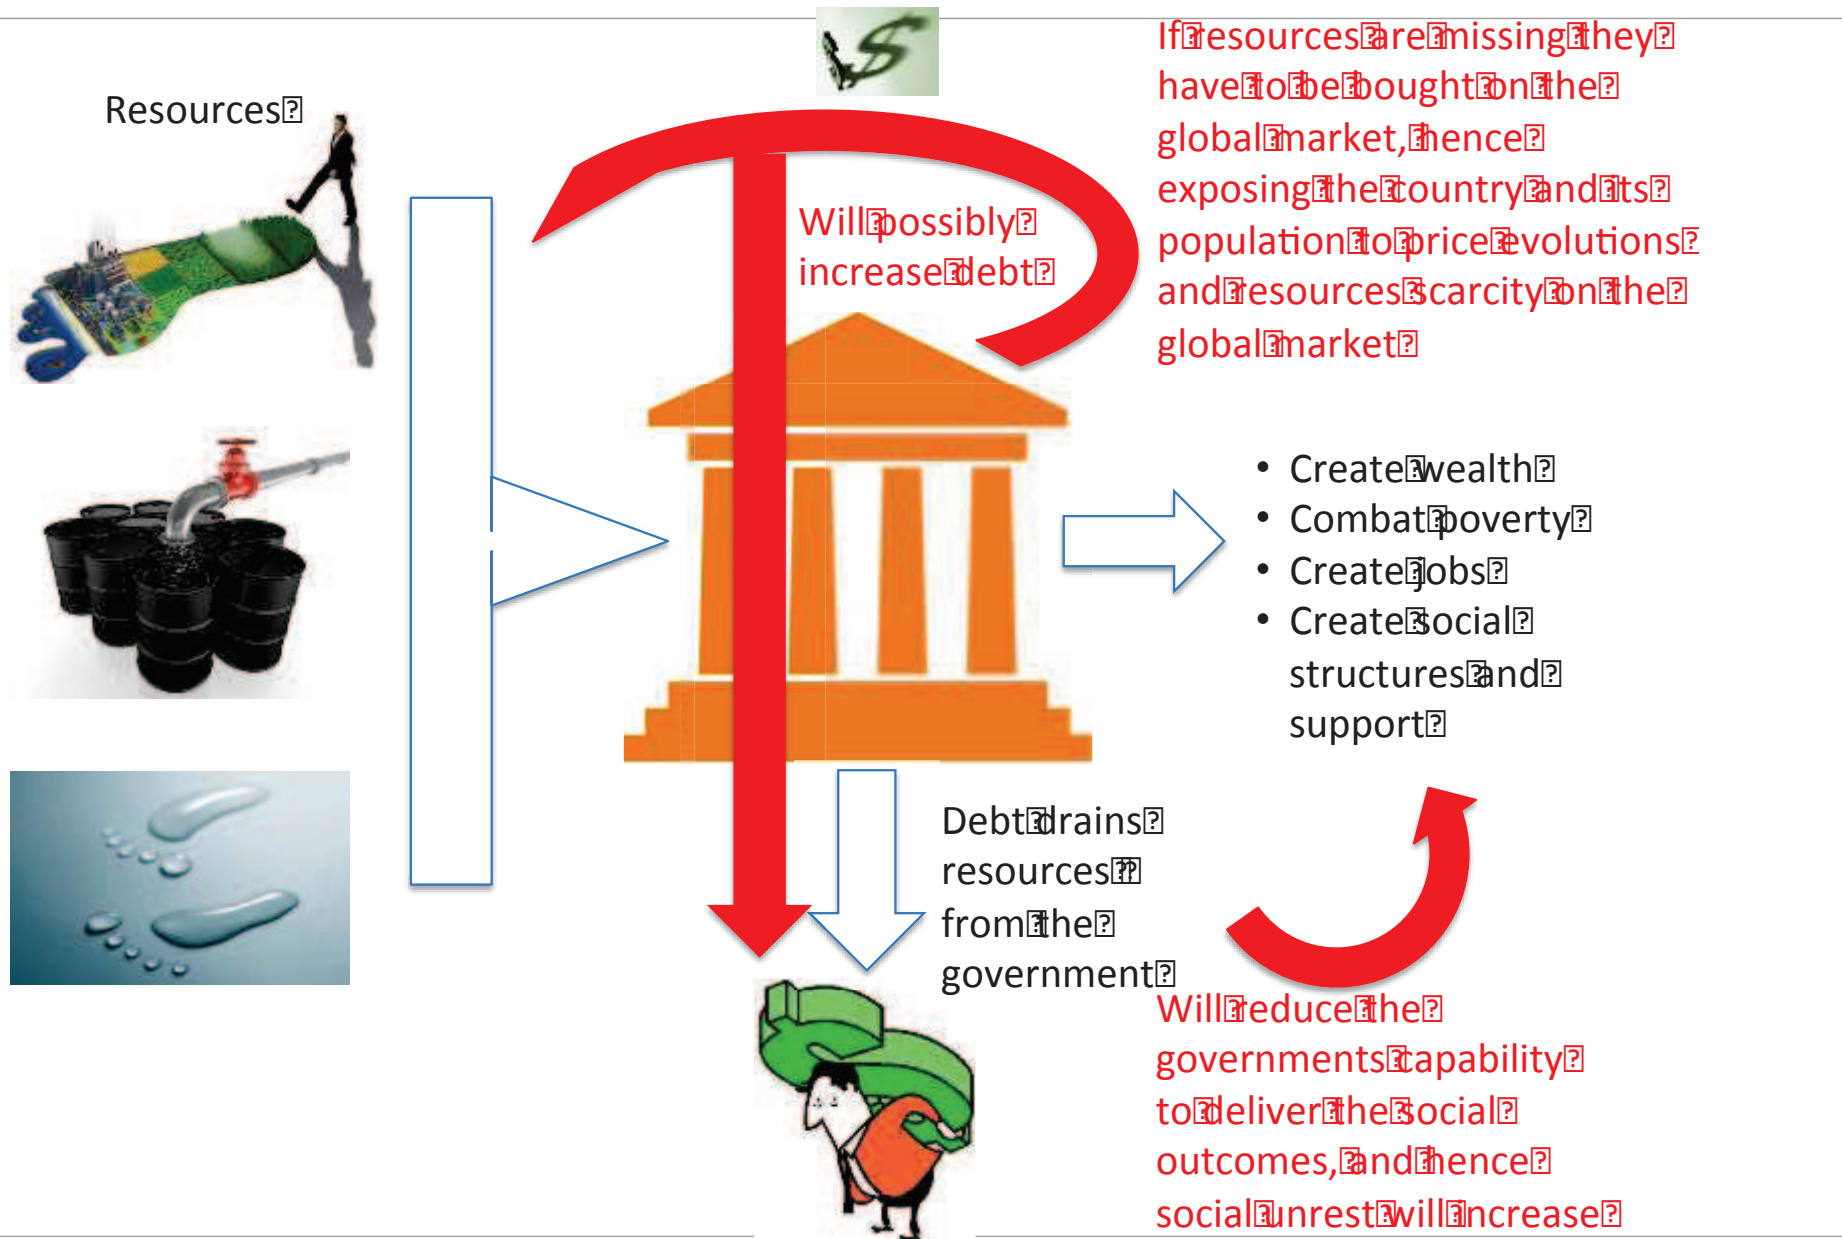 Resources
If resources are missing they
have to be bought on the
global market, hence
exposing the country and its
population to price evolutions
and resources scarcity on the
global market
Will possibly
increase debt
• Create wealth
• Combat poverty
• Create jobs
• Create social
structures and
support
Debt drains
resources
from the
government
Will reduce the
governments capability
to deliver the social
outcomes, and hence
social unrest will increase